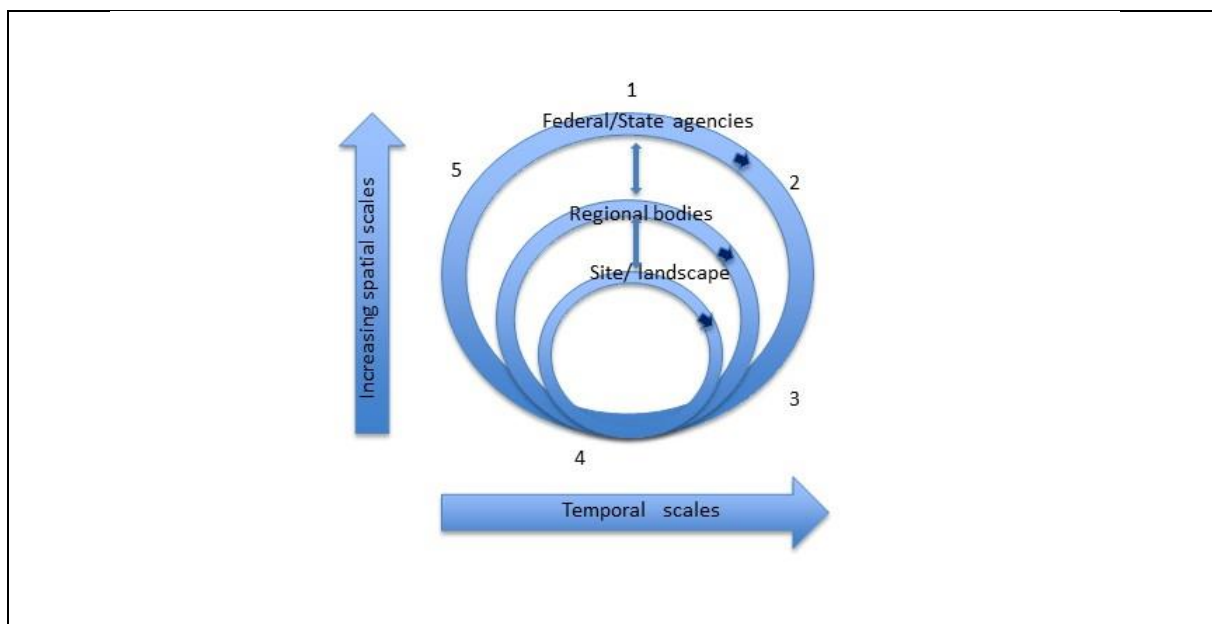 1
Federal/State agencies
5
2
Regional bodies
Site/ landscape
Increasing spatial scales
3
4
Temporal scales